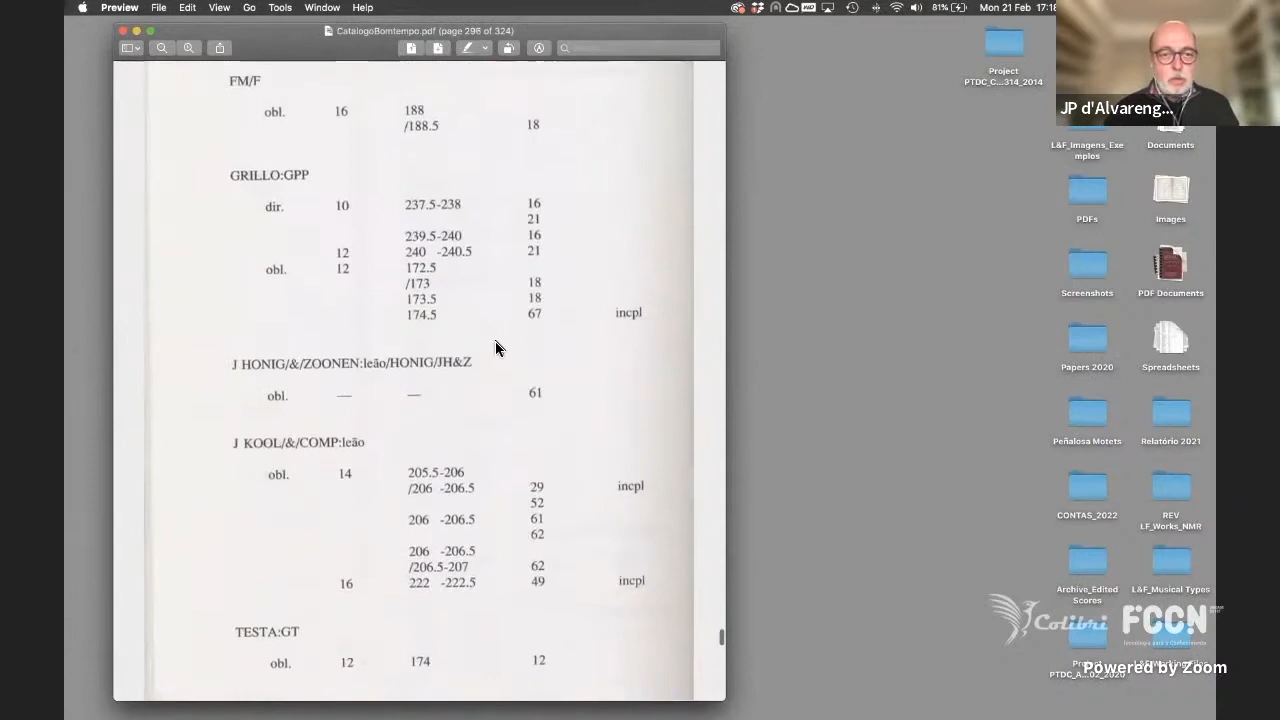 Preview File Edit View Go Tools Window Help 81% Mon 21 Feb 17:18
CatalogoBomtempo.pdf (page 296 of 324)
FM/F
obl. 16 188
/188.5 18
GRILLO:GPP
dir. 10 237.5-238 16
21
239.5-240 16
12 240 -240.5 21
obl. 12 172.5
/173 18
173.5 18
174.5 67 incpl
J HONIG/&/ZOONEN:leão/HONIG/JH&Z
obl. — — 61
J KOOL/&/COMP:leão
obl. 14 205.5-206
/206 -206.5 29 incpl
52
206 -206.5 61
62
206 -206.5
/206.5-207 62
16 222 -222.5 49 incpl
TESTA:GT
obl. 12 174 12
Project
PTDC_C...314_2014
JP d'Alvareng...
L&F_Imagens_Exe
mplos
Documents
PDFs
Images
Screenshots
PDF Documents
Papers 2020
Spreadsheets
Peñalosa Motets
Relatório 2021
CONTAS_2022
REV
LF_Works_NMR
Archive_Edited
Scores
L&F_Musical Types
Colibri
FCCN
Powered by Zoom